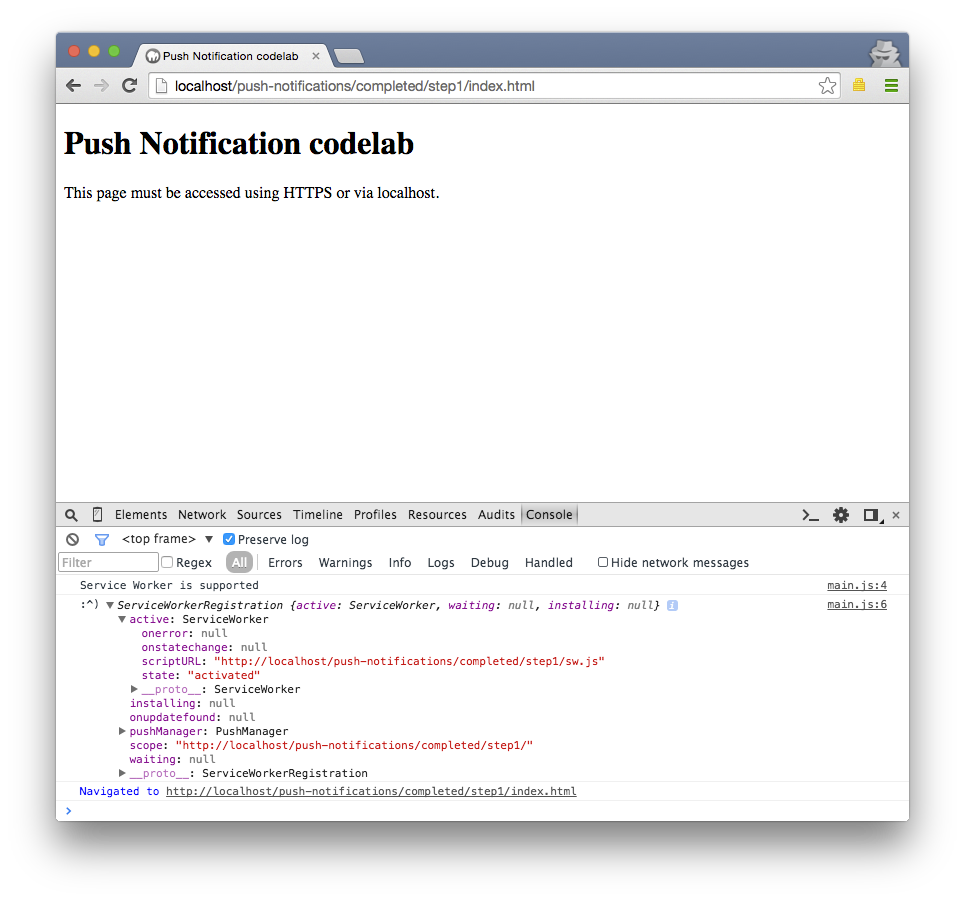 Push Notification codelab
localhost/push-notifications/completed/step1/index.html
Push Notification codelab
This page must be accessed using HTTPS or via localhost.
Elements Network Sources Timeline Profiles Resources Audits Console
<top frame> Preserve log
Filter Regex All Errors Warnings Info Logs Debug Handled Hide network messages
Service Worker is supported main.js:4
:^) ServiceWorkerRegistration {active: ServiceWorker, waiting: null, installing: null} i main.js:6
active: ServiceWorker
onerror: null
onstatechange: null
scriptURL: "http://localhost/push-notifications/completed/step1/sw.js"
state: "activated"
__proto__: ServiceWorker
installing: null
onupdatefound: null
pushManager: PushManager
scope: "http://localhost/push-notifications/completed/step1/"
waiting: null
__proto__: ServiceWorkerRegistration
Navigated to http://localhost/push-notifications/completed/step1/index.html